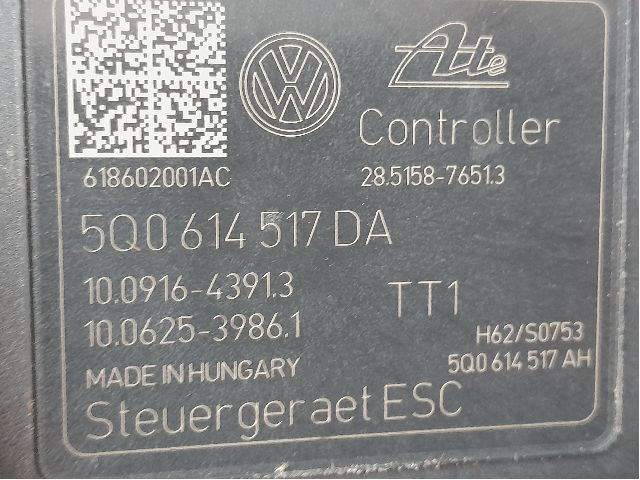 Ate
Controller
618602001AC
28.5158-7651.3
5Q0 614 517 DA
10.0916-4391.3
10.0625-3986.1
TT1
H62/S0753
5Q0 614 517 AH
MADE IN HUNGARY
Steuergeraet ESC